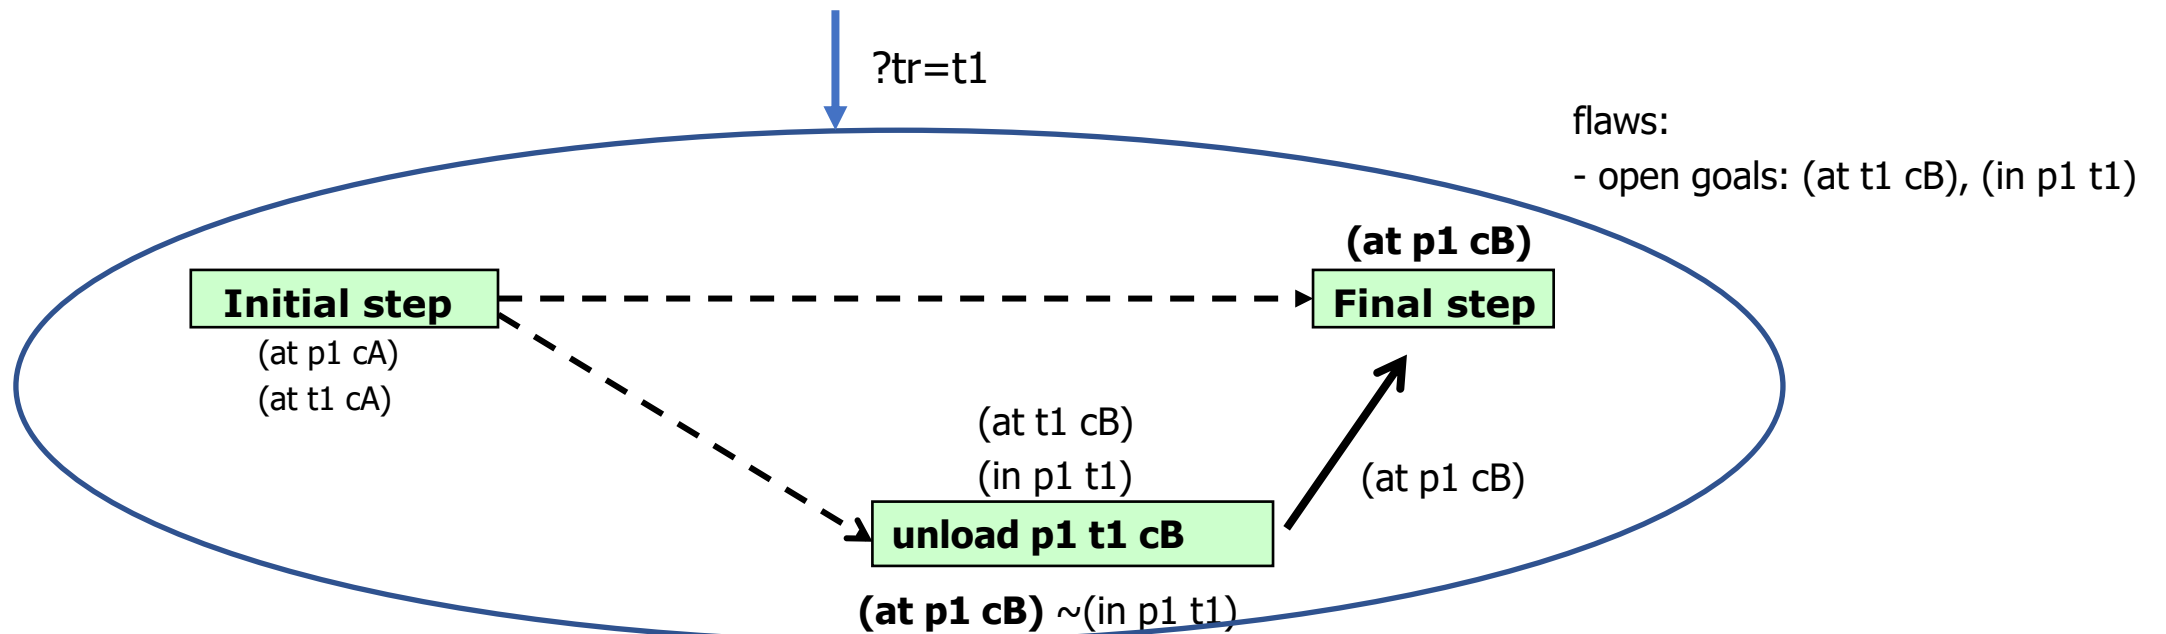 ?tr=t1
flaws:
- open goals: (at t1 cB), (in p1 t1)
(at p1 cB)
Initial step
Final step
(at p1 cA)
(at t1 cA)
(at t1 cB)
(in p1 t1)
(at p1 cB)
unload p1 t1 cB
(at p1 cB) ~(in p1 t1)